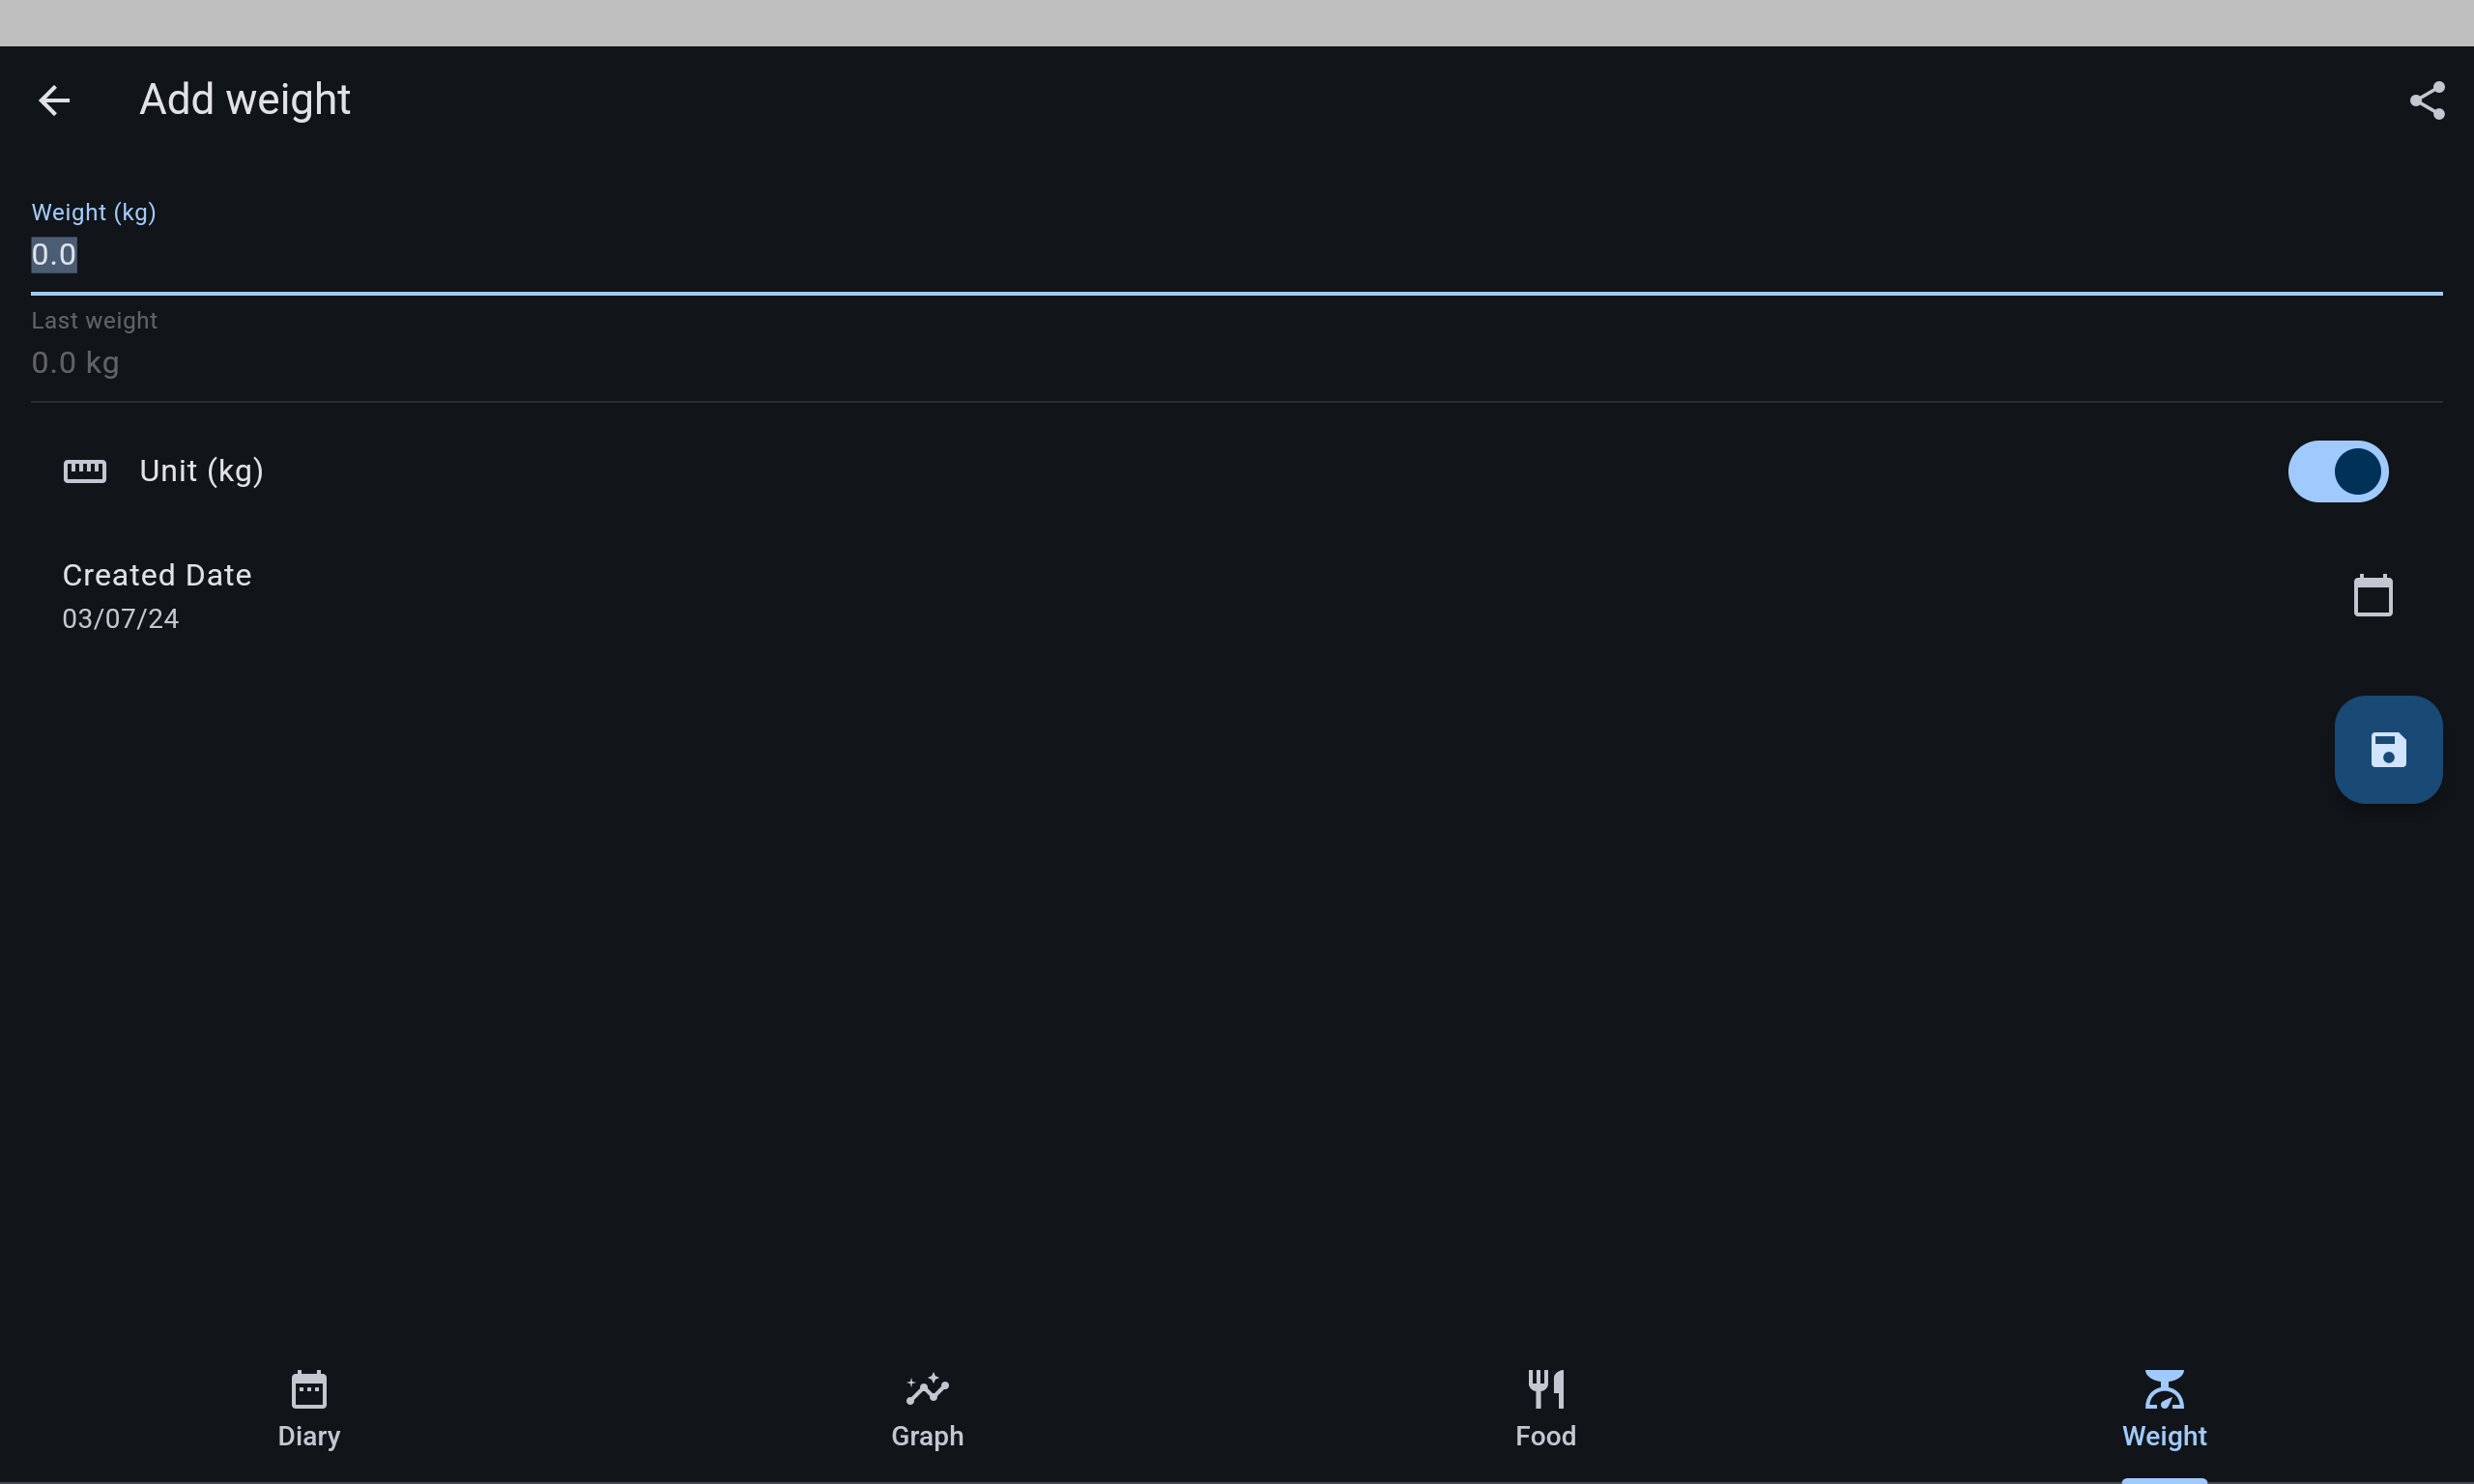 Add weight
Weight (kg)
0.0
Last weight
0.0 kg
Unit (kg)
Created Date
03/07/24
Diary
Graph
Food
Weight